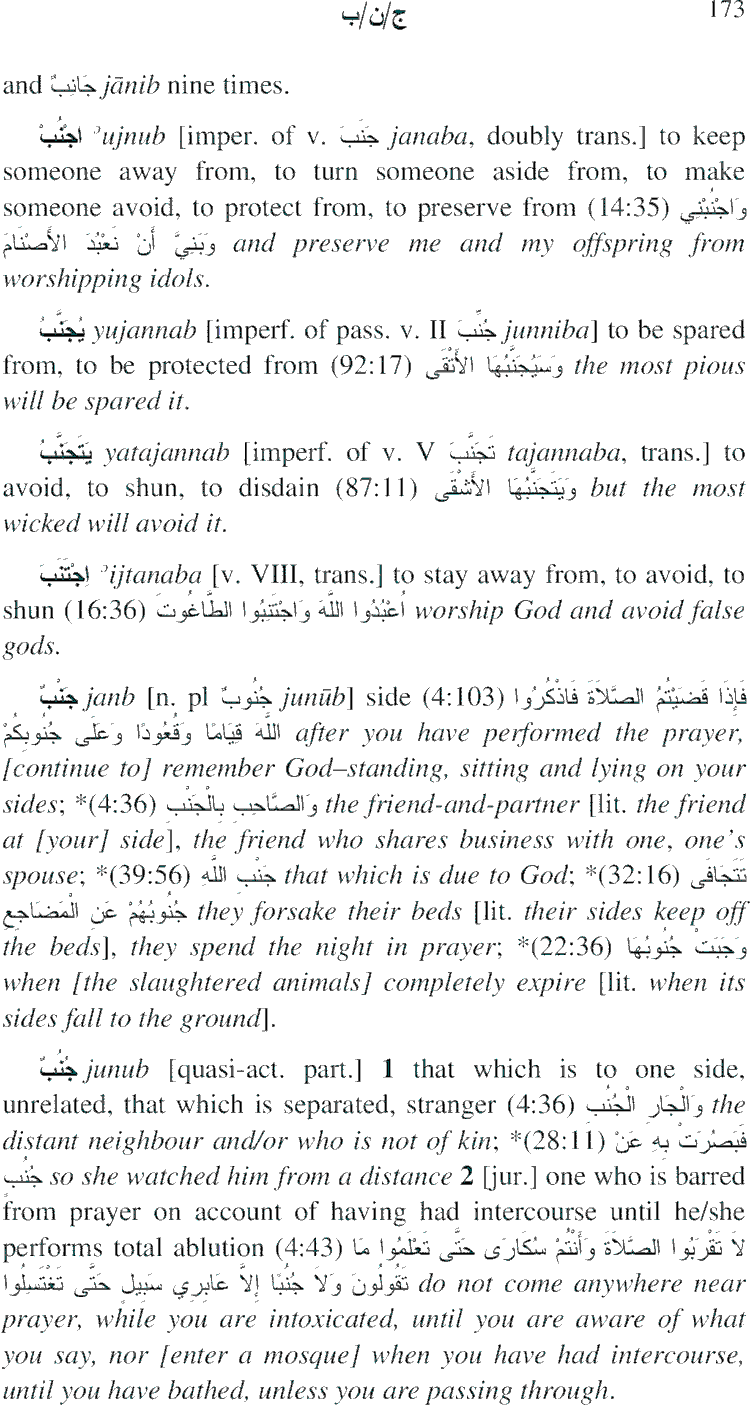 ج/ن/ب 173
and جَانِبٌ jānib nine times.
اجْنُبْ ʾujnub [imper. of v. جَنَبَ janaba, doubly trans.] to keep
someone away from, to turn someone aside from, to make
someone avoid, to protect from, to preserve from (14:35) وَاجْنُبْنِي
وَبَنِيَّ أَنْ نَعْبُدَ الأَصْنَامَ and preserve me and my offspring from
worshipping idols.
يُجَنَّبُ yujannab [imperf. of pass. v. II جُنِّبَ junniba] to be spared
from, to be protected from (92:17) وَسَيُجَنَّبُهَا الأَتْقَى the most pious
will be spared it.
يَتَجَنَّبُ yatajannab [imperf. of v. V تَجَنَّبَ tajannaba, trans.] to
avoid, to shun, to disdain (87:11) وَيَتَجَنَّبُهَا الأَشْقَى but the most
wicked will avoid it.
اِجْتَنَبَ ʾijtanaba [v. VIII, trans.] to stay away from, to avoid, to
shun (16:36) اُعْبُدُوا اللَّهَ وَاجْتَنِبُوا الطَّاغُوتَ worship God and avoid false
gods.
جَنْبٌ janb [n. pl جُنُوبٌ junūb] side (4:103) فَإِذَا قَضَيْتُمُ الصَّلاَةَ فَاذْكُرُوا
اللَّهَ قِيَامًا وَقُعُودًا وَعَلَى جُنُوبِكُمْ after you have performed the prayer,
[continue to] remember God–standing, sitting and lying on your
sides; *(4:36) وَالصَّاحِبِ بِالْجَنْبِ the friend-and-partner [lit. the friend
at [your] side], the friend who shares business with one, one’s
spouse; *(39:56) جَنْبِ اللَّهِ that which is due to God; *(32:16) تَتَجَافَى
جُنُوبُهُمْ عَنِ الْمَضَاجِعِ they forsake their beds [lit. their sides keep off
the beds], they spend the night in prayer; *(22:36) وَجَبَتْ جُنُوبُهَا
when [the slaughtered animals] completely expire [lit. when its
sides fall to the ground].
جُنُبٌ junub [quasi-act. part.] 1 that which is to one side,
unrelated, that which is separated, stranger (4:36) وَالْجَارِ الْجُنُبِ the
distant neighbour and/or who is not of kin; *(28:11) فَبَصُرَتْ بِهِ عَنْ
جُنُبٍ so she watched him from a distance 2 [jur.] one who is barred
from prayer on account of having had intercourse until he/she
performs total ablution (4:43) لاَ تَقْرَبُوا الصَّلاَةَ وَأَنْتُمْ سُكَارَى حَتَّى تَعْلَمُوا مَا
تَقُولُونَ وَلاَ جُنُبًا إِلاَّ عَابِرِي سَبِيلٍ حَتَّى تَغْتَسِلُوا do not come anywhere near
prayer, while you are intoxicated, until you are aware of what
you say, nor [enter a mosque] when you have had intercourse,
until you have bathed, unless you are passing through.